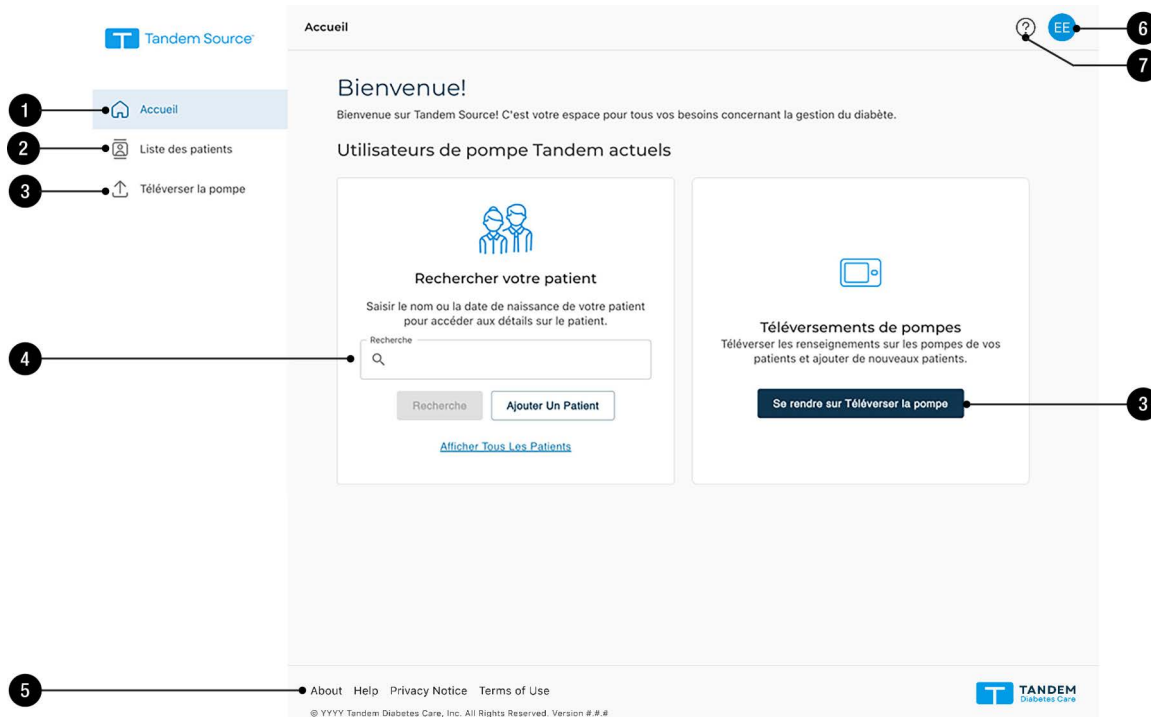 Tandem Source
Accueil
EE
6
7
1
Accueil
2
Liste des patients
3
Téléverser la pompe
Bienvenue!
Bienvenue sur Tandem Source! C'est votre espace pour tous vos besoins concernant la gestion du diabète.
Utilisateurs de pompe Tandem actuels
Rechercher votre patient
Saisir le nom ou la date de naissance de votre patient
pour accéder aux détails sur le patient.
4
Recherche
Recherche
Ajouter Un Patient
Afficher Tous Les Patients
Téléversements de pompes
Téléverser les renseignements sur les pompes de vos
patients et ajouter de nouveaux patients.
Se rendre sur Téléverser la pompe
3
5
About Help Privacy Notice Terms of Use
© YYYY Tandem Diabetes Care, Inc. All Rights Reserved. Version #.#.#
TANDEM
Diabetes Care